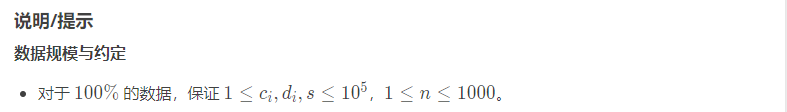 说明/提示
数据规模与约定
• 对于 100% 的数据，保证 1 ≤ c_i, d_i, s ≤ 10^5，1 ≤ n ≤ 1000。